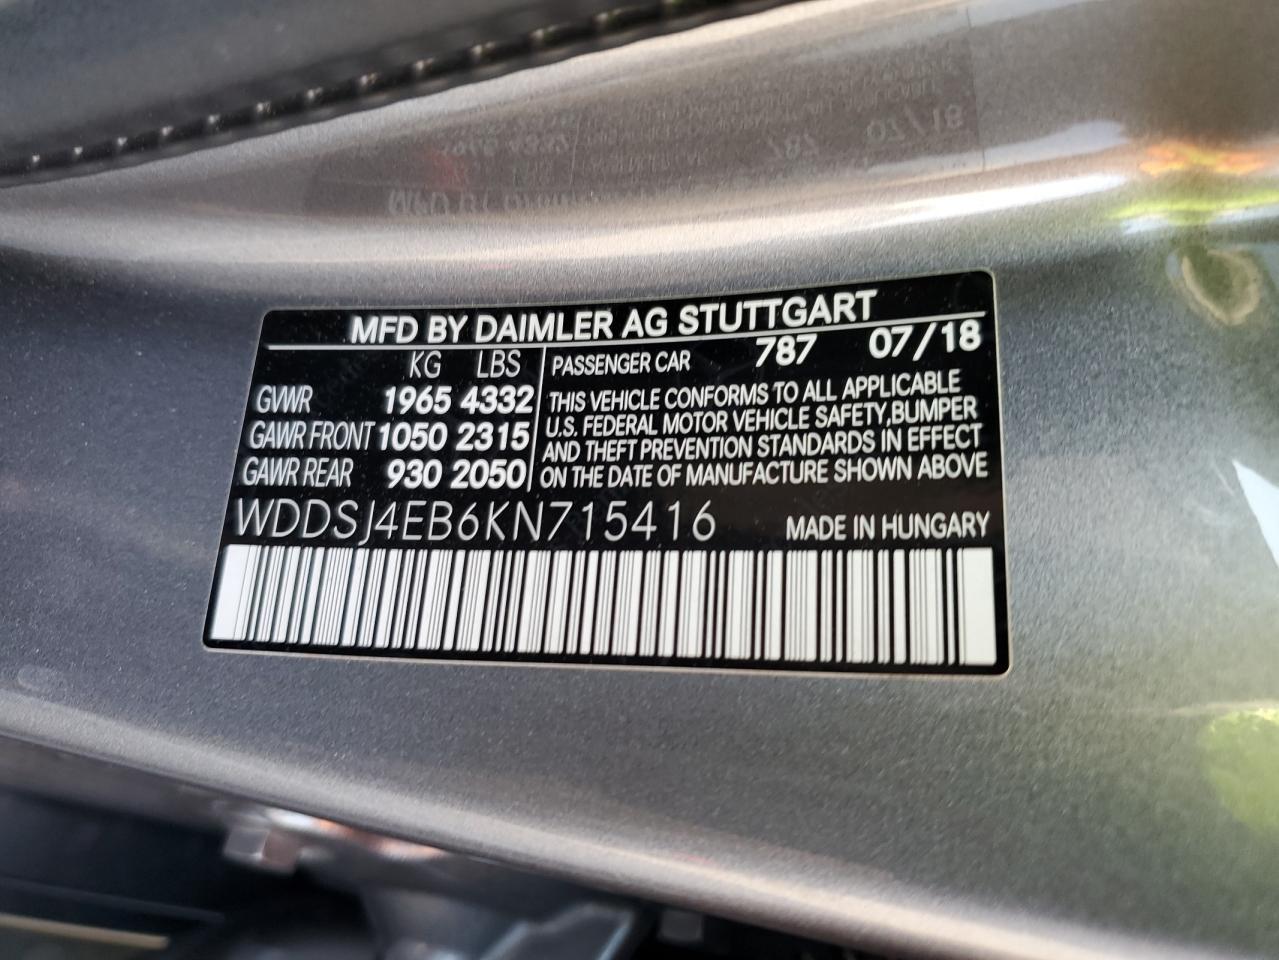 MFD BY DAIMLER AG STUTTGART
KG LBS
GVWR 1965 4332
GAWR FRONT 1050 2315
GAWR REAR 930 2050
PASSENGER CAR 787 07/18
THIS VEHICLE CONFORMS TO ALL APPLICABLE
U.S. FEDERAL MOTOR VEHICLE SAFETY,BUMPER
AND THEFT PREVENTION STANDARDS IN EFFECT
ON THE DATE OF MANUFACTURE SHOWN ABOVE
WDDSJ4EB6KN715416 MADE IN HUNGARY